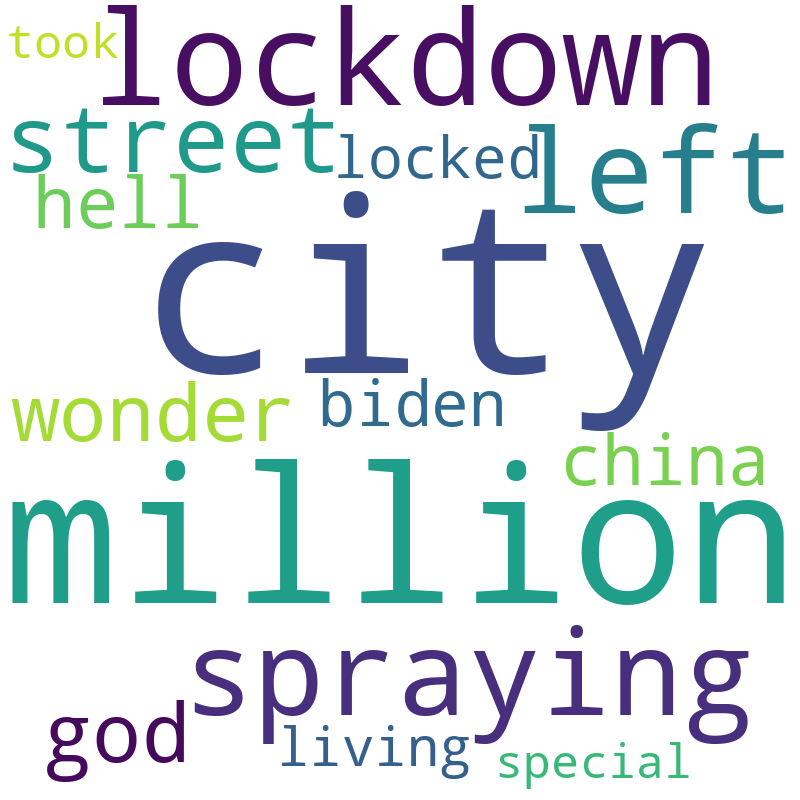 took lockdown
street locked left
hell
city
wonder biden
china
million
spraying
god living
special